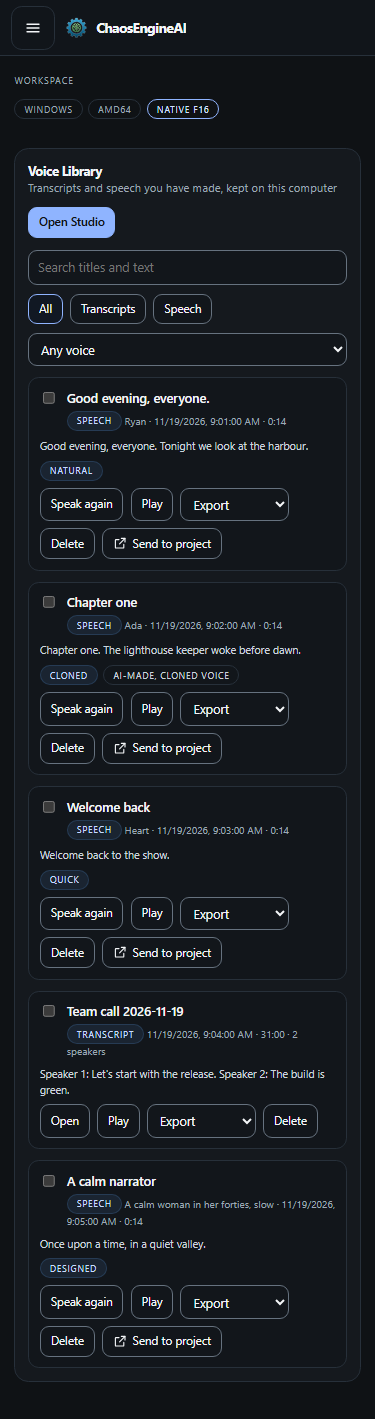 ChaosEngineAI
WORKSPACE
WINDOWS AMD64 NATIVE F16
Voice Library
Transcripts and speech you have made, kept on this computer
Open Studio
Search titles and text
All Transcripts Speech
Any voice
Good evening, everyone.
SPEECH Ryan · 11/19/2026, 9:01:00 AM · 0:14
Good evening, everyone. Tonight we look at the harbour.
NATURAL
Speak again Play Export
Delete Send to project
Chapter one
SPEECH Ada · 11/19/2026, 9:02:00 AM · 0:14
Chapter one. The lighthouse keeper woke before dawn.
CLONED AI-MADE, CLONED VOICE
Speak again Play Export
Delete Send to project
Welcome back
SPEECH Heart · 11/19/2026, 9:03:00 AM · 0:14
Welcome back to the show.
QUICK
Speak again Play Export
Delete Send to project
Team call 2026-11-19
TRANSCRIPT 11/19/2026, 9:04:00 AM · 31:00 · 2
speakers
Speaker 1: Let's start with the release. Speaker 2: The build is
green.
Open Play Export Delete
A calm narrator
SPEECH A calm woman in her forties, slow · 11/19/2026,
9:05:00 AM · 0:14
Once upon a time, in a quiet valley.
DESIGNED
Speak again Play Export
Delete Send to project